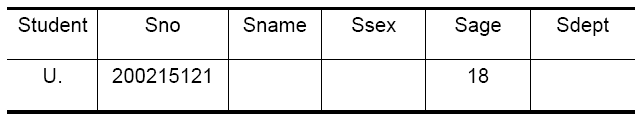 Student Sno Sname Ssex Sage Sdept
U. 200215121 18